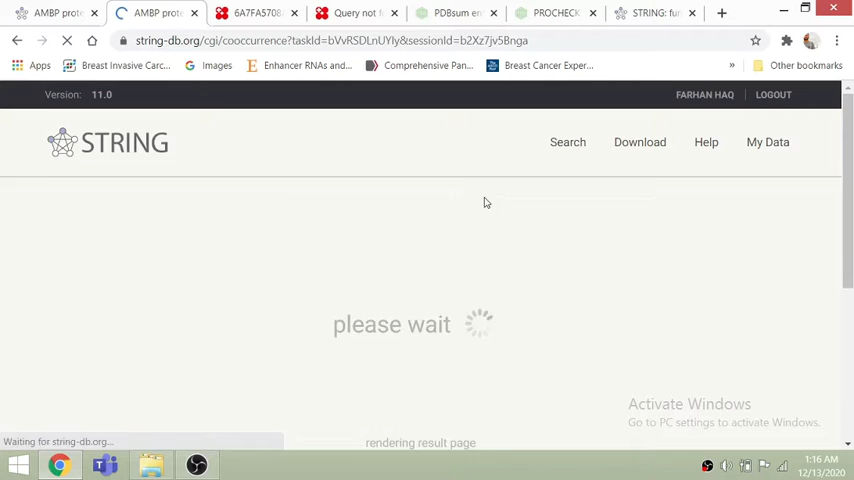 AMBP prote
AMBP prote
6A7FA5708
Query not f
PDBsum en
PROCHECK
STRING: fun
string-db.org/cgi/cooccurrence?taskId=bVvRSDLnUYIy&sessionId=b2Xz7jv5Bnga
Apps
Breast Invasive Carc...
Images
Enhancer RNAs and...
Comprehensive Pan...
Breast Cancer Exper...
»
Other bookmarks
Version: 11.0
FARHAN HAQ
LOGOUT
STRING
Search
Download
Help
My Data
please wait
Activate Windows
Go to PC settings to activate Windows.
Waiting for string-db.org...
rendering result page
1:16 AM
12/13/2020